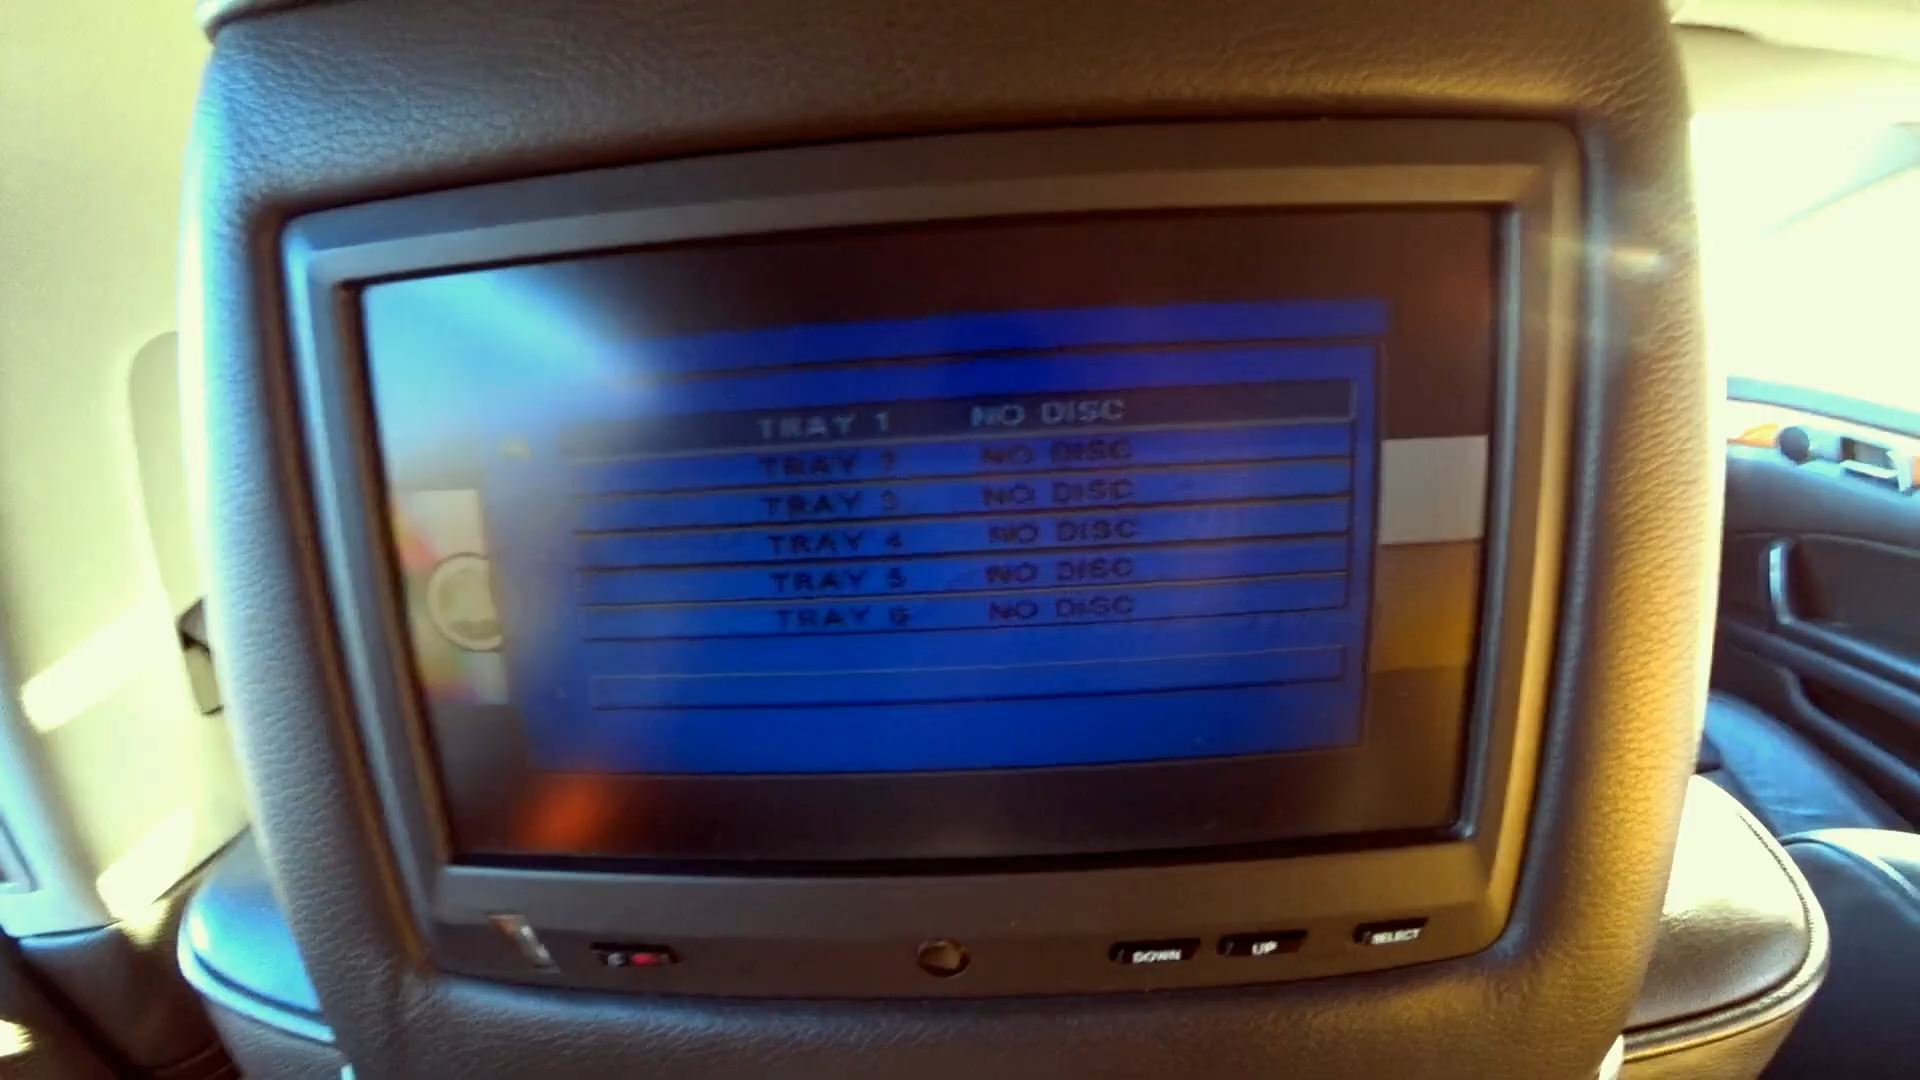 TRAY 1 NO DISC
TRAY 2 NO DISC
TRAY 3 NO DISC
TRAY 4 NO DISC
TRAY 5 NO DISC
TRAY 6 NO DISC
DOWN UP SELECT